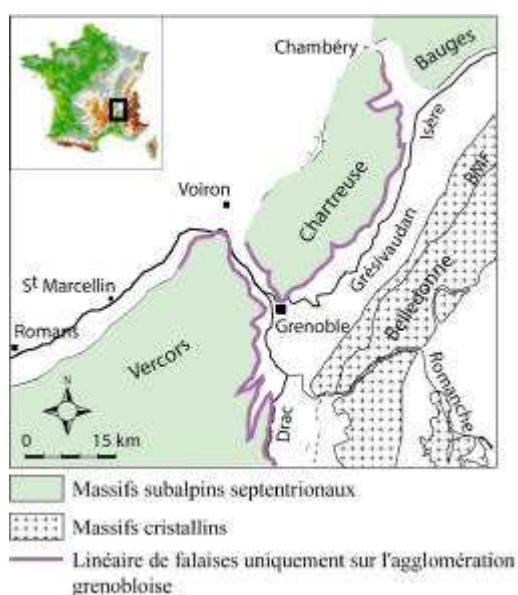 Chambéry
Bauges
Isère
Voiron
Chartreuse
BMF
Grésivaudan
St Marcellin
Belledonne
Grenoble
Romans
Vercors
Romanche
N
Drac
0 15 km
Massifs subalpins septentrionaux
Massifs cristallins
Linéaire de falaises uniquement sur l'agglomération
grenobloise